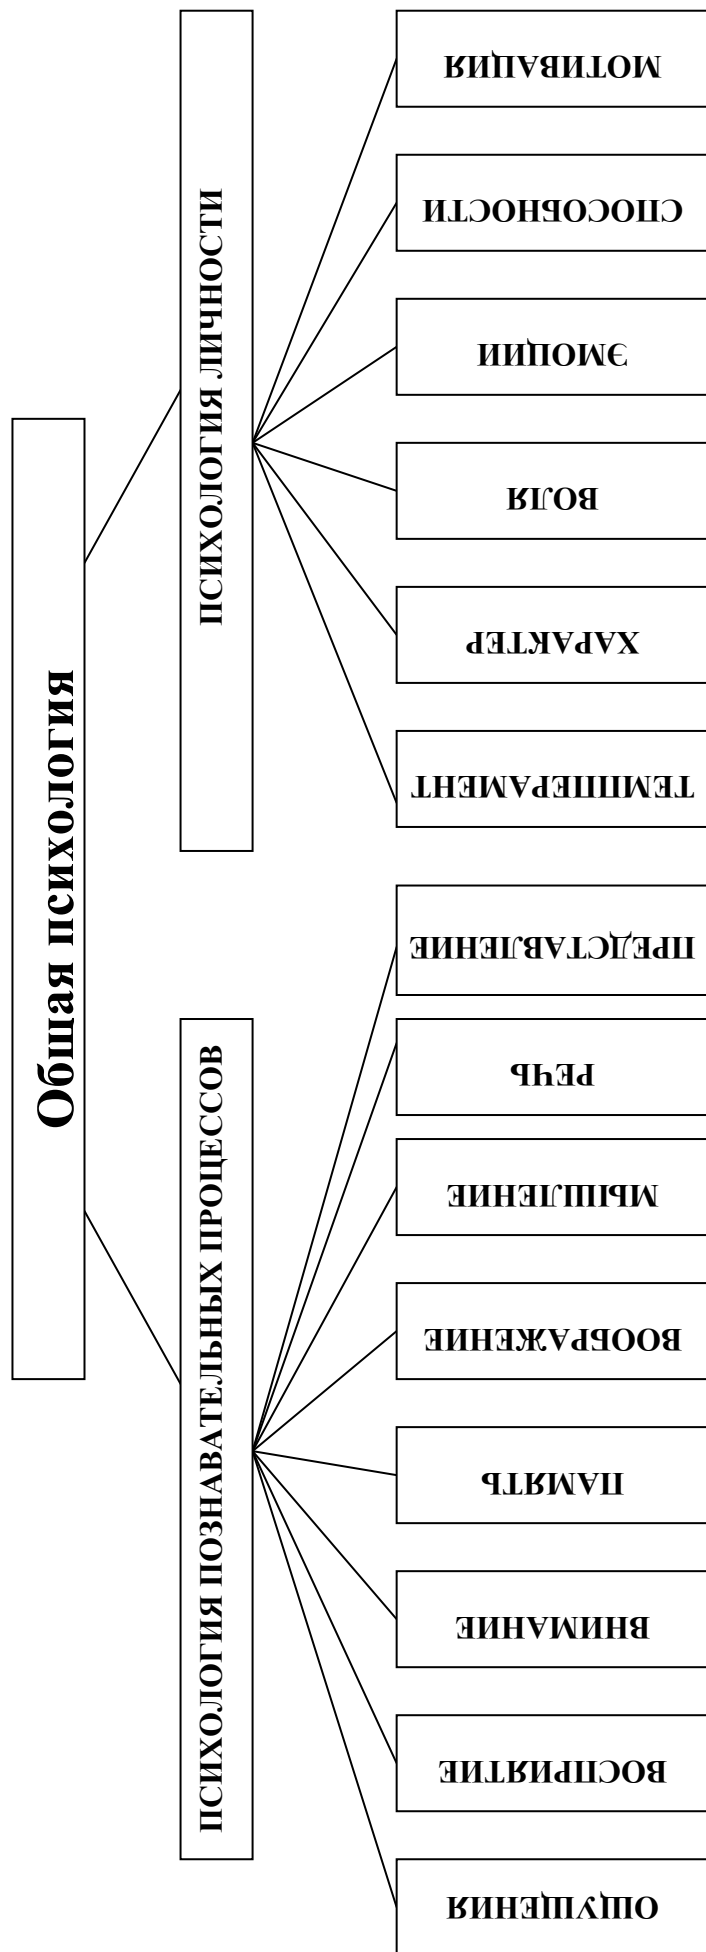 Общая психология
ПСИХОЛОГИЯ ПОЗНАВАТЕЛЬНЫХ ПРОЦЕССОВ
ПСИХОЛОГИЯ ЛИЧНОСТИ
ОЩУЩЕНИЯ
ВОСПРИЯТИЕ
ВНИМАНИЕ
ПАМЯТЬ
ВООБРАЖЕНИЕ
МЫШЛЕНИЕ
РЕЧЬ
ПРЕДСТАВЛЕНИЕ
ТЕМППЕРАМЕНТ
ХАРАКТЕР
ВОЛЯ
ЭМОЦИИ
СПОСОБНОСТИ
МОТИВАЦИЯ